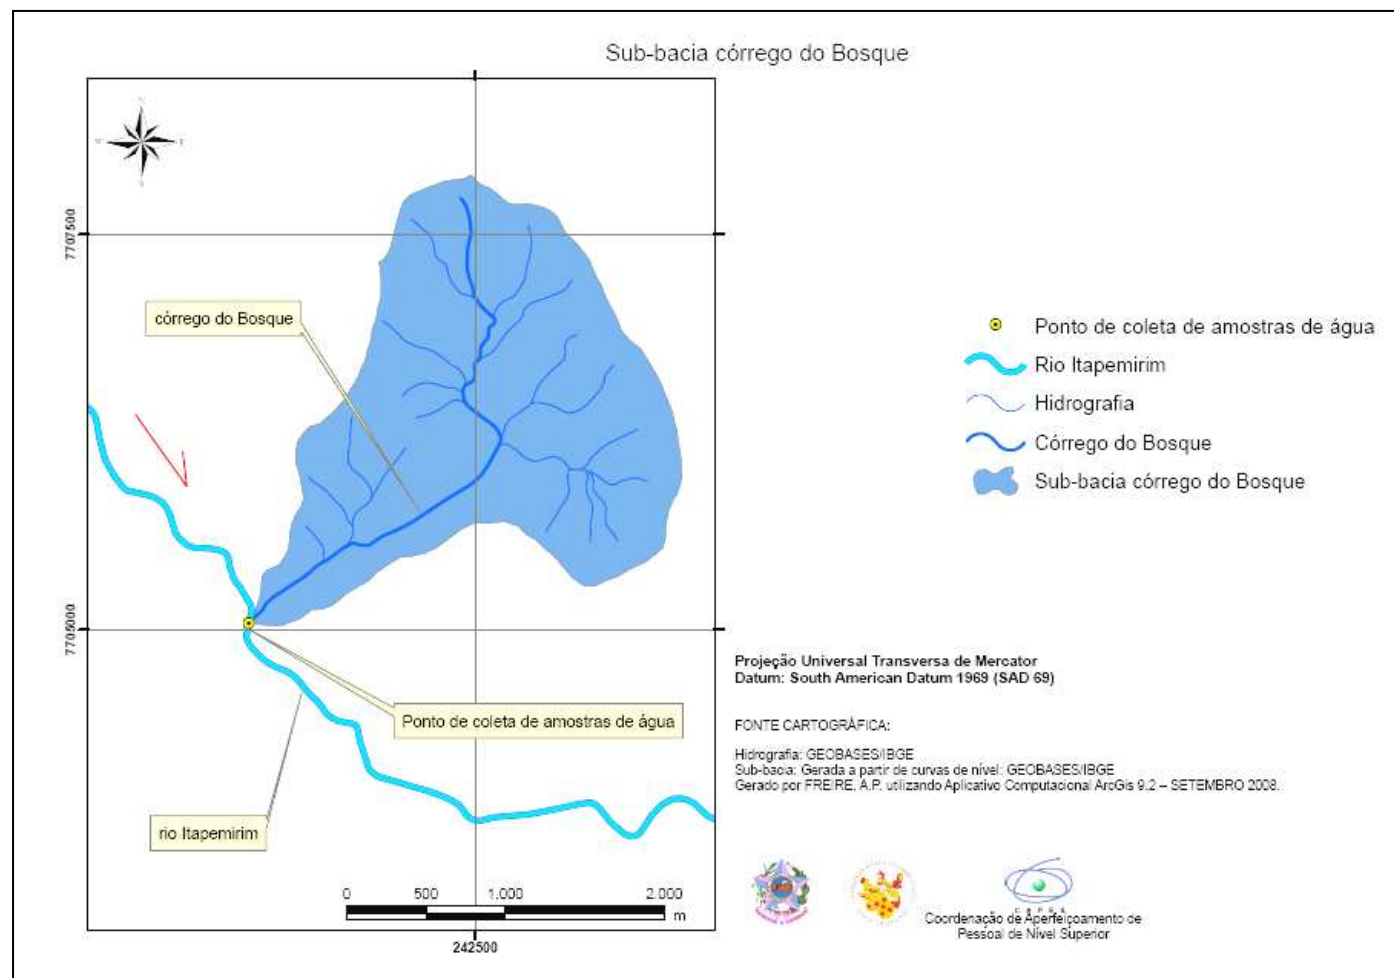 Sub-bacia córrego do Bosque
7707500
córrego do Bosque
7705000
Ponto de coleta de amostras de água
rio Itapemirim
0 500 1.000 2.000
m
242500
Ponto de coleta de amostras de água
Rio Itapemirim
Hidrografia
Córrego do Bosque
Sub-bacia córrego do Bosque
Projeção Universal Transversa de Mercator
Datum: South American Datum 1969 (SAD 69)
FONTE CARTOGRÁFICA:
Hidrografia: GEOBASES/IBGE
Sub-bacia: Gerada a partir de curvas de nível: GEOBASES/IBGE
Gerado por FREIRE, A.P. utilizando Aplicativo Computacional ArcGis 9.2 – SETEMBRO 2008.
C A P E S
Coordenação de Aperfeiçoamento de
Pessoal de Nível Superior